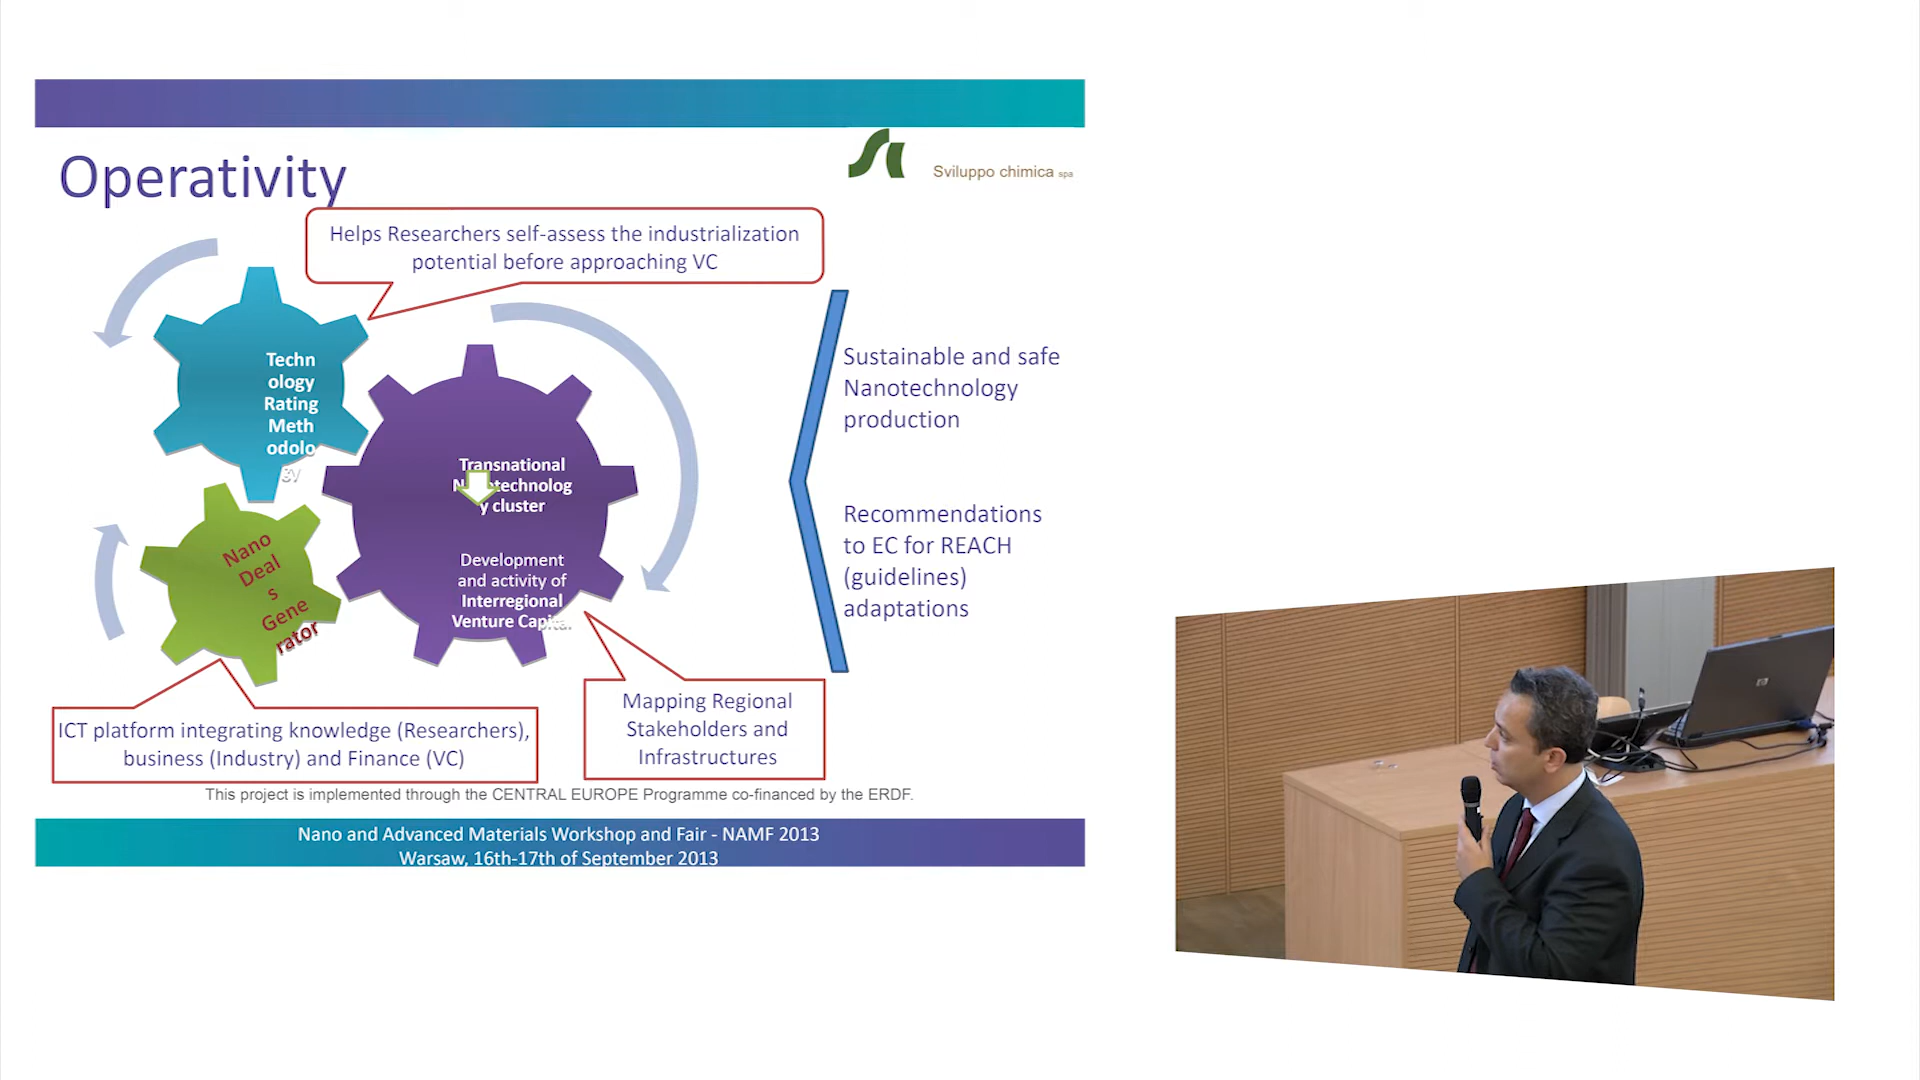 Operativity
Sviluppo chimica spa
Helps Researchers self-assess the industrialization
potential before approaching VC
Techn
ology
Rating
Meth
odolo
gy
Transnational
Nanotechnolog
y cluster
Development
and activity of
Interregional
Venture Capital
Nano
Deal
s
Gene
rator
Sustainable and safe
Nanotechnology
production
Recommendations
to EC for REACH
(guidelines)
adaptations
ICT platform integrating knowledge (Researchers),
business (Industry) and Finance (VC)
Mapping Regional
Stakeholders and
Infrastructures
This project is implemented through the CENTRAL EUROPE Programme co-financed by the ERDF.
Nano and Advanced Materials Workshop and Fair - NAMF 2013
Warsaw, 16th-17th of September 2013
hp